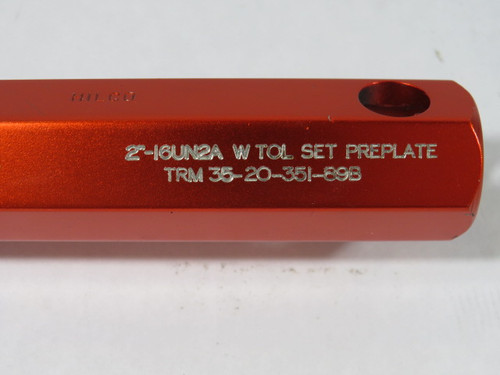 2"-16UN2A W TOL SET PREPLATE
TRM 35-20-351-89B